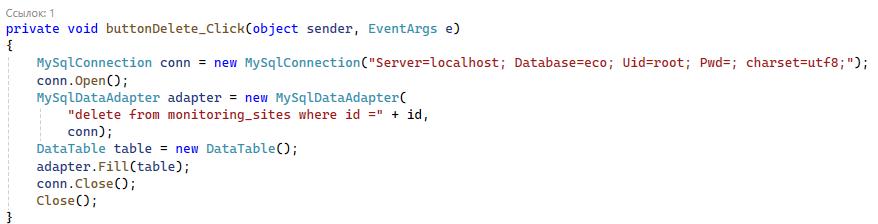 Ссылок: 1
private void buttonDelete_Click(object sender, EventArgs e)
{
    MySqlConnection conn = new MySqlConnection("Server=localhost; Database=eco; Uid=root; Pwd=; charset=utf8;");
    conn.Open();
    MySqlDataAdapter adapter = new MySqlDataAdapter(
        "delete from monitoring_sites where id =" + id,
        conn);
    DataTable table = new DataTable();
    adapter.Fill(table);
    conn.Close();
    Close();
}